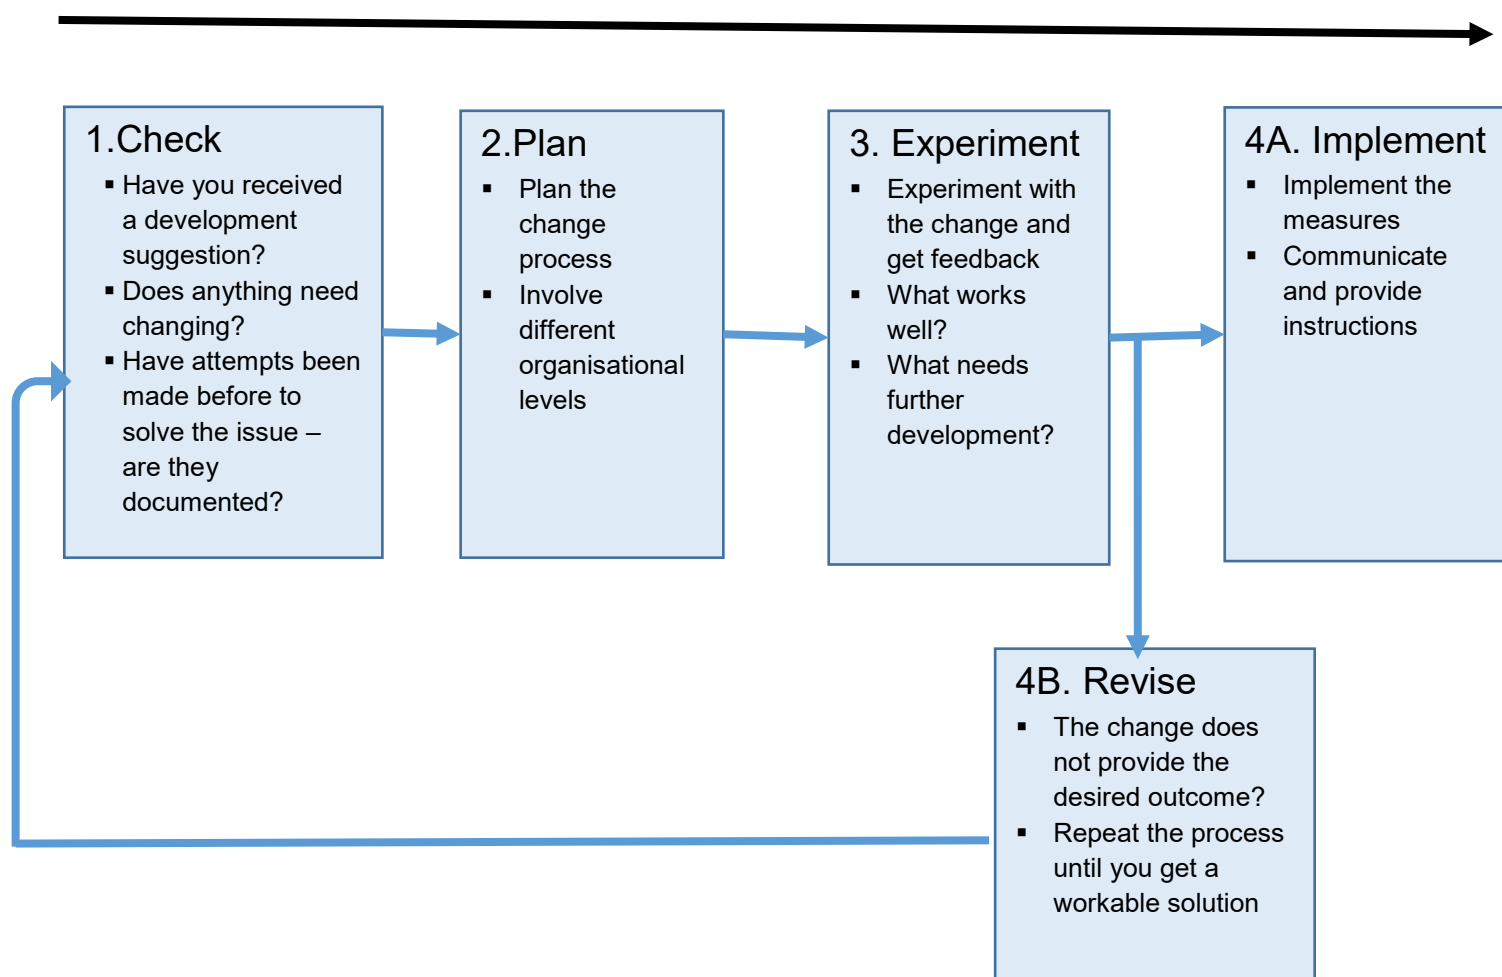 1.Check
▪ Have you received
a development
suggestion?
▪ Does anything need
changing?
▪ Have attempts been
made before to
solve the issue –
are they
documented?
2.Plan
▪ Plan the
change
process
▪ Involve
different
organisational
levels
3. Experiment
▪ Experiment with
the change and
get feedback
▪ What works
well?
▪ What needs
further
development?
4A. Implement
▪ Implement the
measures
▪ Communicate
and provide
instructions
4B. Revise
▪ The change does
not provide the
desired outcome?
▪ Repeat the process
until you get a
workable solution